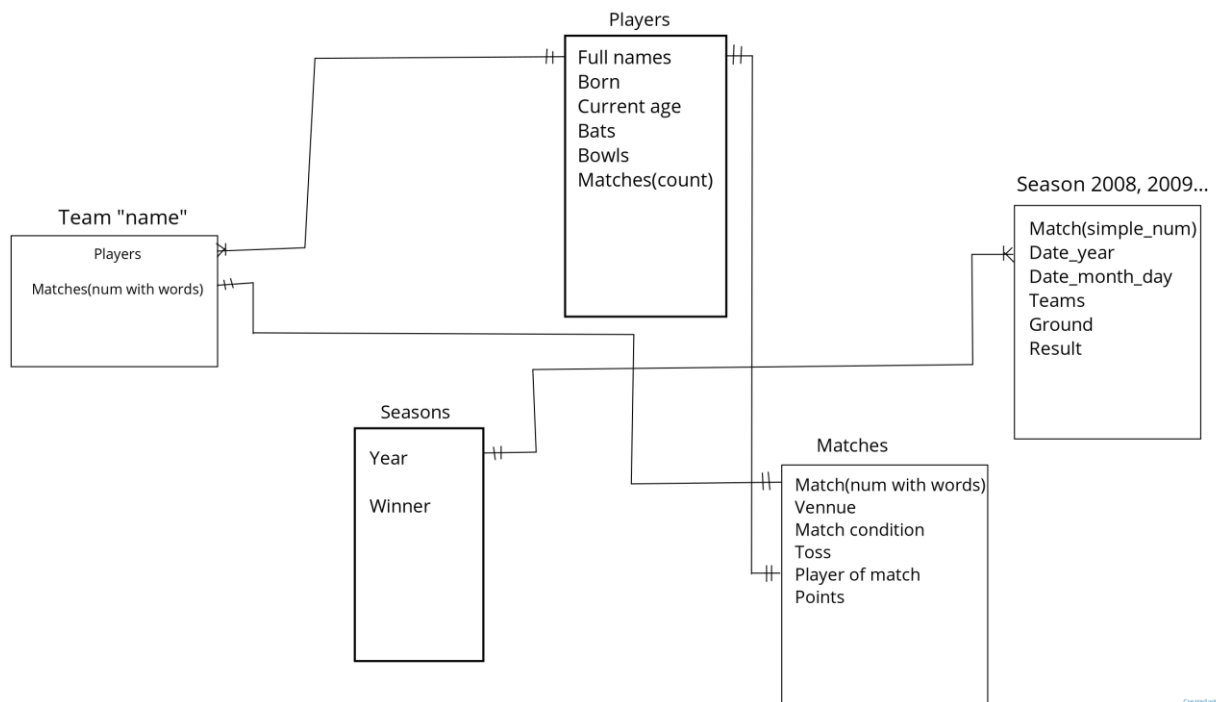 Players
Full names
Born
Current age
Bats
Bowls
Matches(count)
Season 2008, 2009...
Match(simple_num)
Date_year
Date_month_day
Teams
Ground
Result
Team "name"
Players
Matches(num with words)
Seasons
Year
Winner
Matches
Match(num with words)
Vennue
Match condition
Toss
Player of match
Points